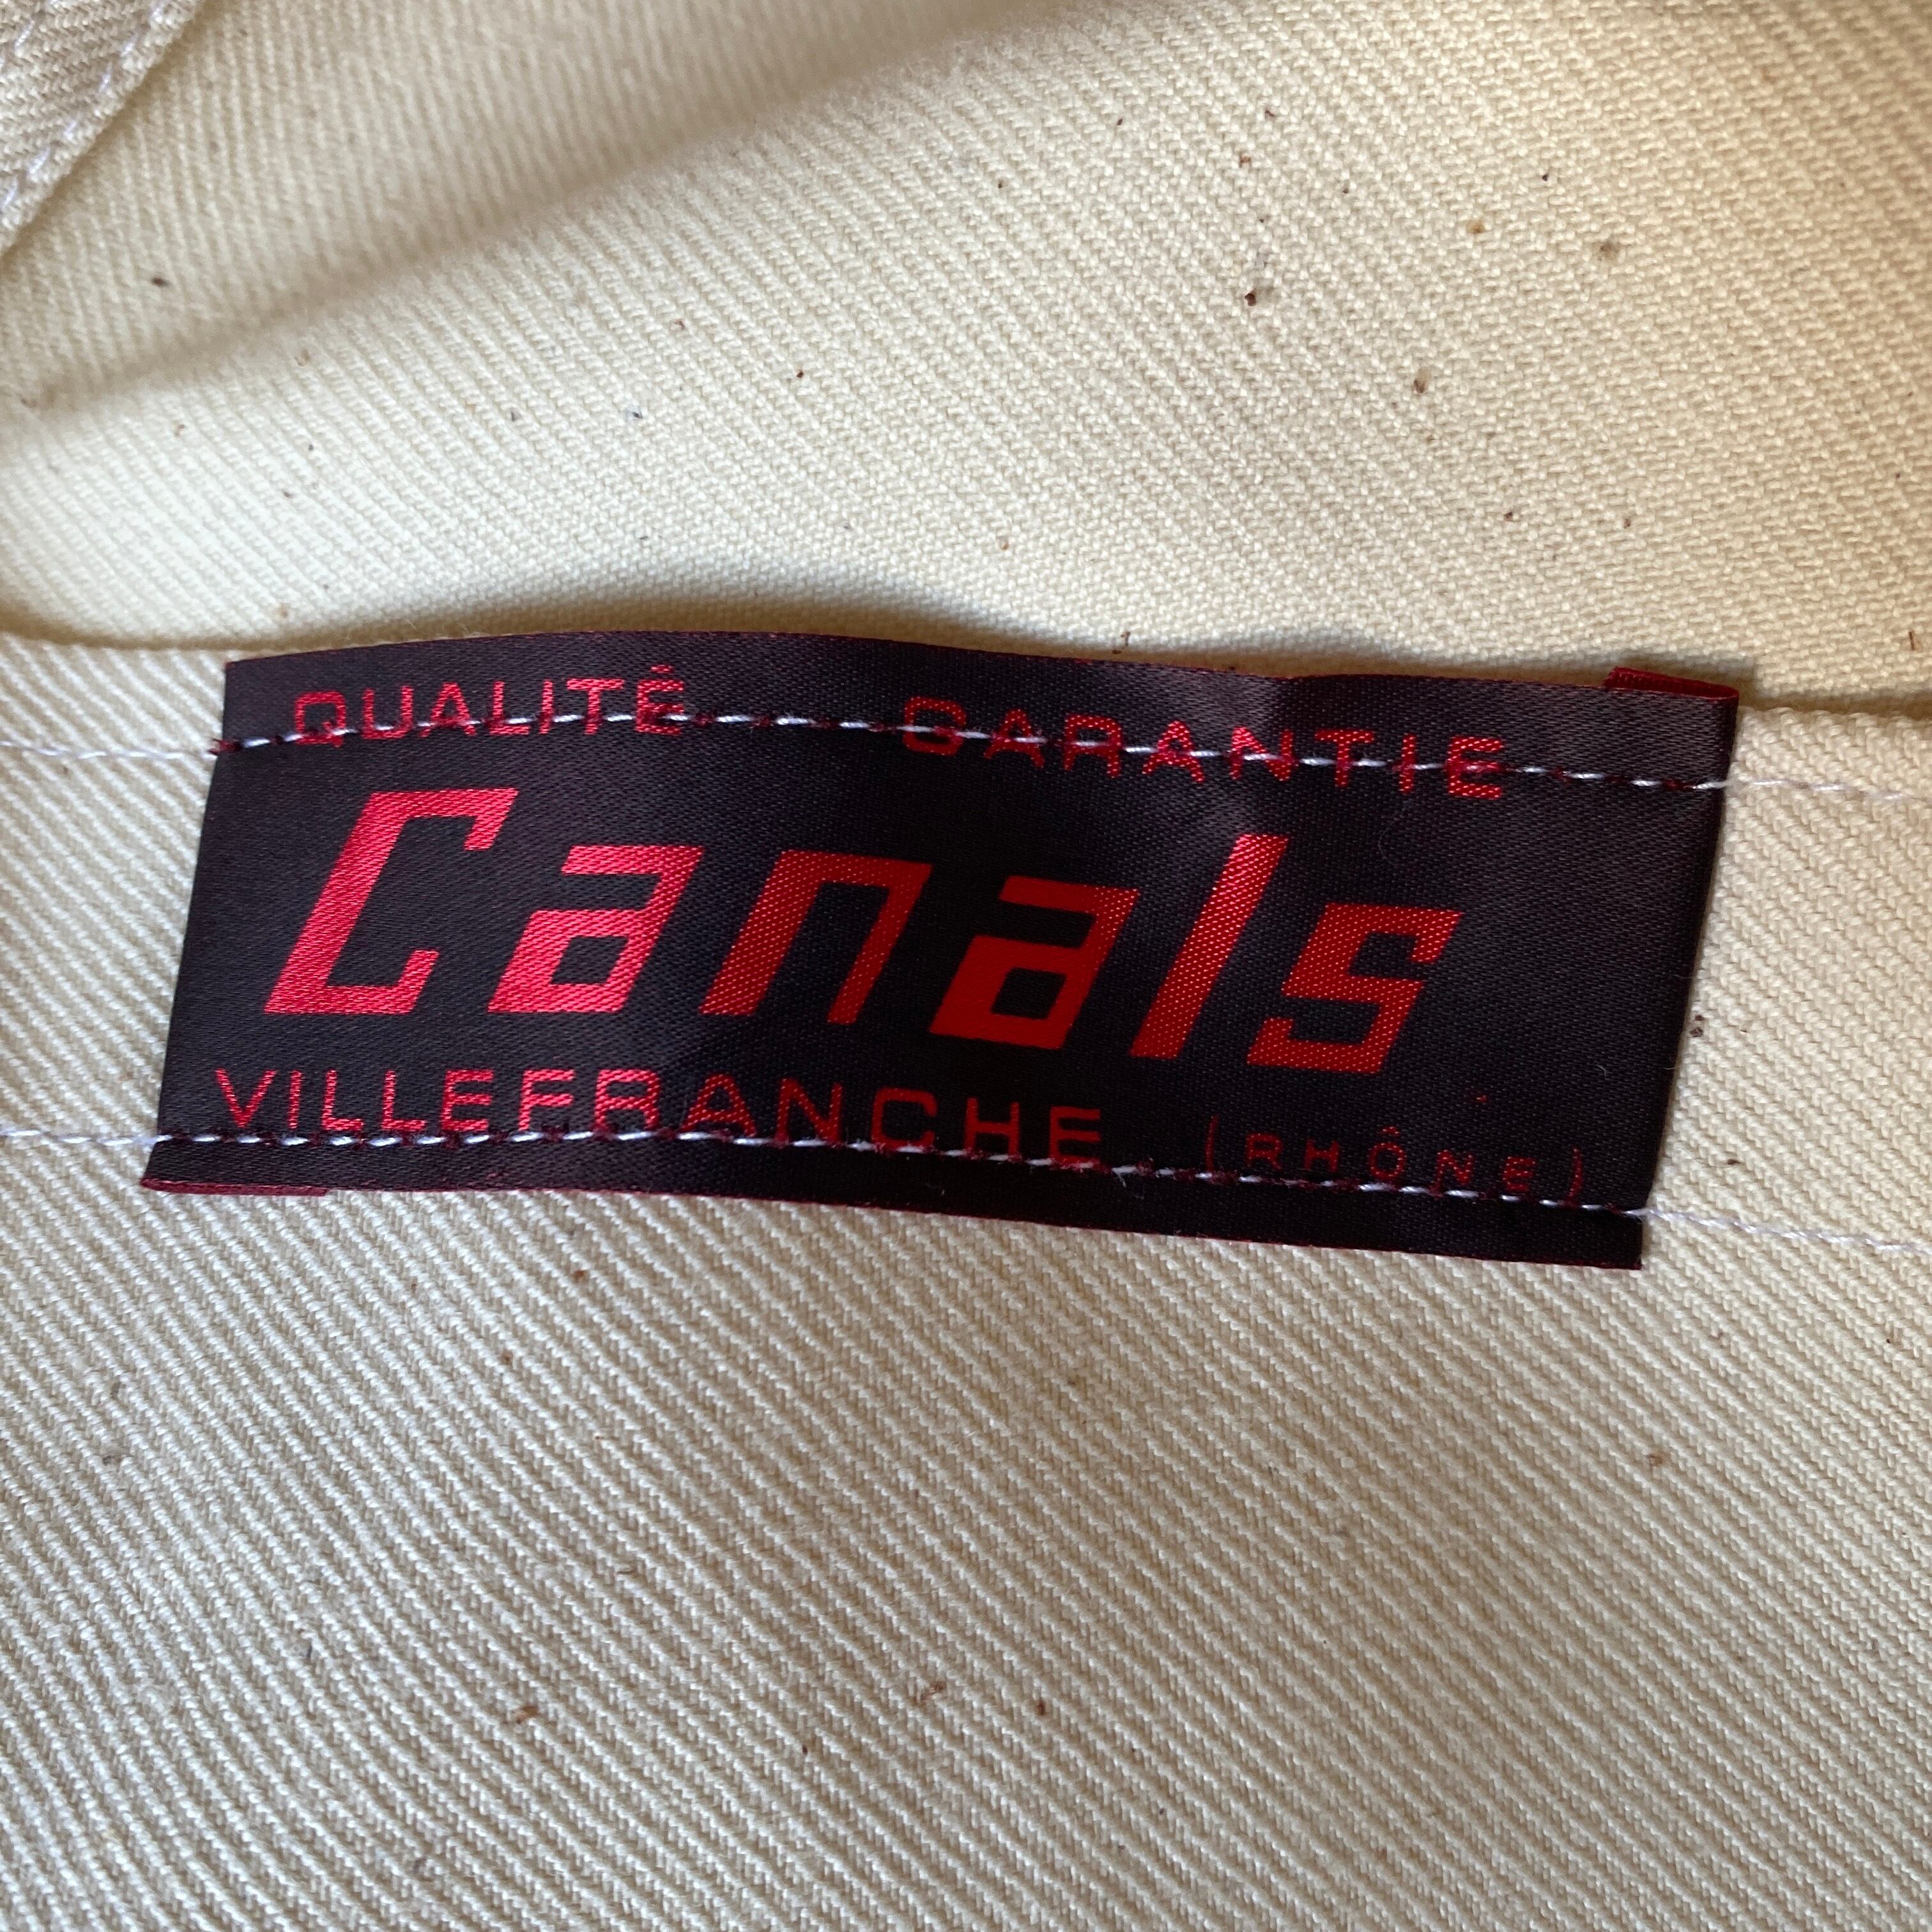 QUALITÉ GARANTIE
Canals
VILLEFRANCHE (RHÔNE)